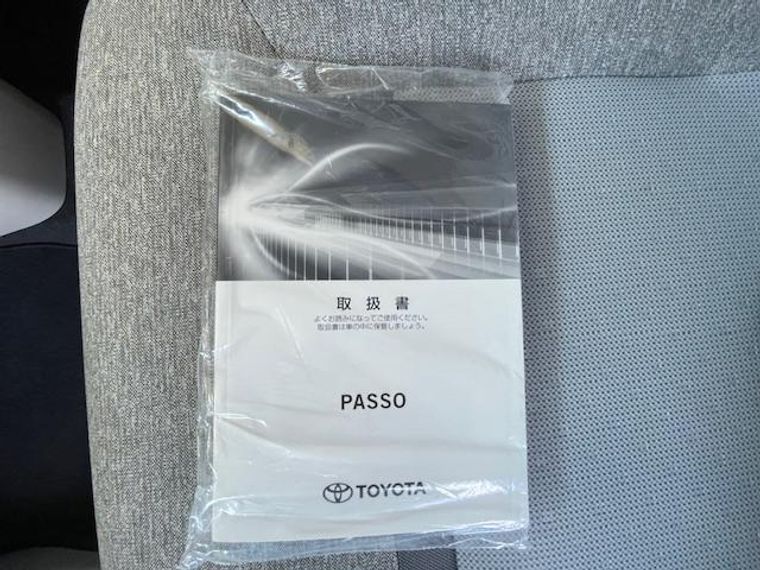 取扱書
よくお読みになってご使用ください。
取扱書は車の中に保管しましょう。
PASSO
TOYOTA